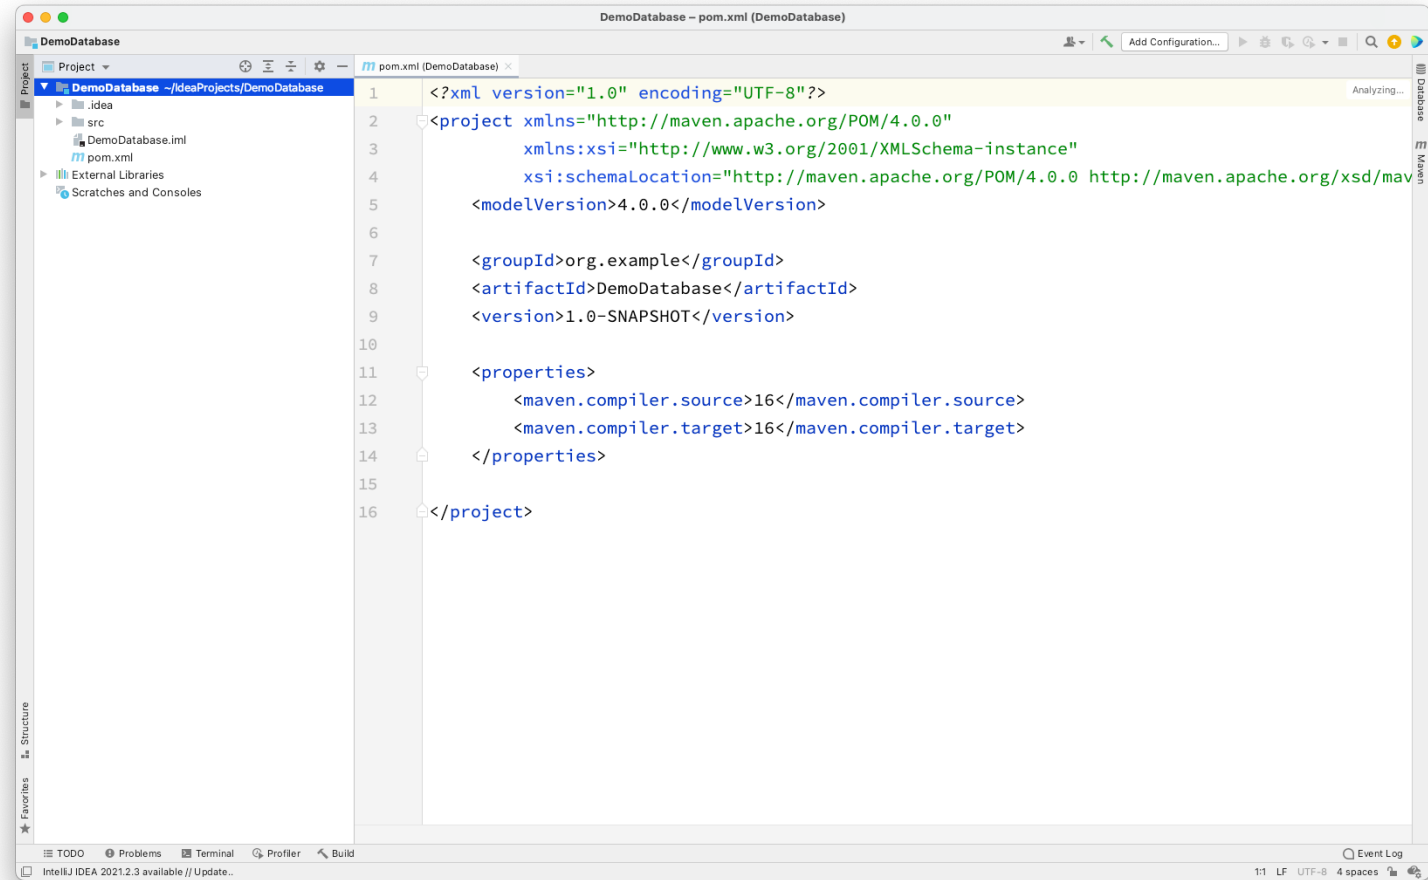 DemoDatabase – pom.xml (DemoDatabase)
DemoDatabase
Add Configuration...
Project
Project
pom.xml (DemoDatabase)
DemoDatabase ~/IdeaProjects/DemoDatabase
.idea
src
DemoDatabase.iml
m pom.xml
External Libraries
Scratches and Consoles
1 <?xml version="1.0" encoding="UTF-8"?>
Analyzing...
2 <project xmlns="http://maven.apache.org/POM/4.0.0"
3 xmlns:xsi="http://www.w3.org/2001/XMLSchema-instance"
4 xsi:schemaLocation="http://maven.apache.org/POM/4.0.0 http://maven.apache.org/xsd/mav
5 <modelVersion>4.0.0</modelVersion>
6
7 <groupId>org.example</groupId>
8 <artifactId>DemoDatabase</artifactId>
9 <version>1.0-SNAPSHOT</version>
10
11 <properties>
12 <maven.compiler.source>16</maven.compiler.source>
13 <maven.compiler.target>16</maven.compiler.target>
14 </properties>
15
16 </project>
Database
m Maven
Structure
Favorites
TODO Problems Terminal Profiler Build
Event Log
IntelliJ IDEA 2021.2.3 available // Update..
1:1 LF UTF-8 4 spaces